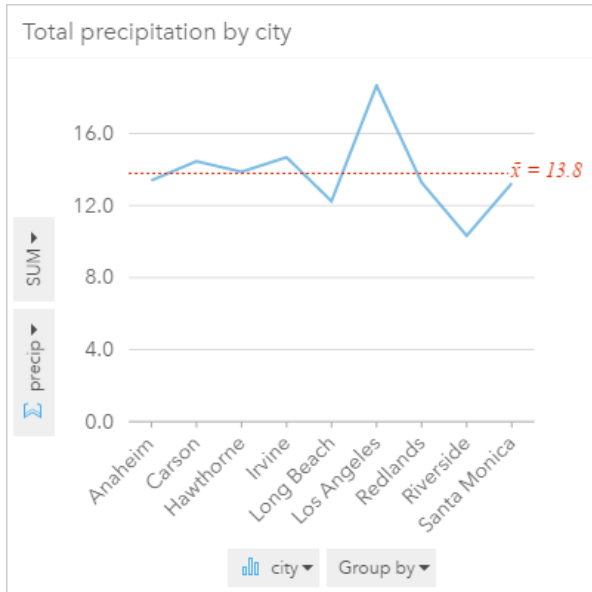 Total precipitation by city
16.0
x̄ = 13.8
12.0
8.0
4.0
0.0
SUM
precip
Anaheim
Carson
Hawthorne
Irvine
Long Beach
Los Angeles
Redlands
Riverside
Santa Monica
city
Group by